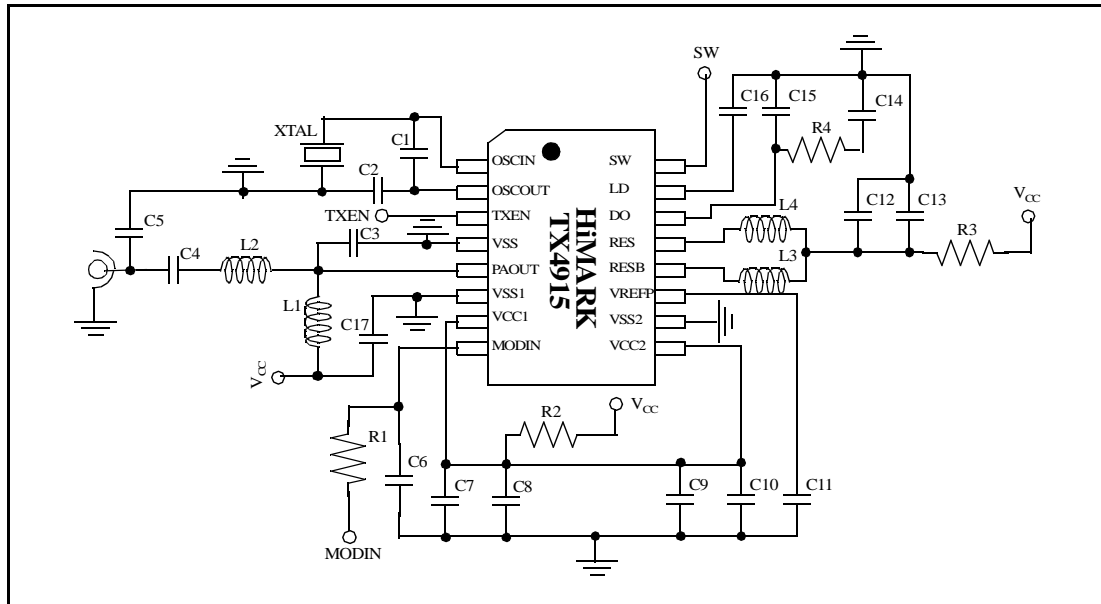 SW
C16
C15
C14
XTAL
C1
R4
OSCIN
SW
C2
OSCOUT
LD
TXEN
TXEN
DO
C12
C13
VCC
C5
C3
VSS
RES
L4
R3
C4
L2
PAOUT
RESB
L3
VSS1
VREFP
L1
C17
VCC1
VSS2
MODIN
VCC2
HiMARK
TX4915
VCC
R2
VCC
R1
C6
C7
C8
C9
C10
C11
MODIN